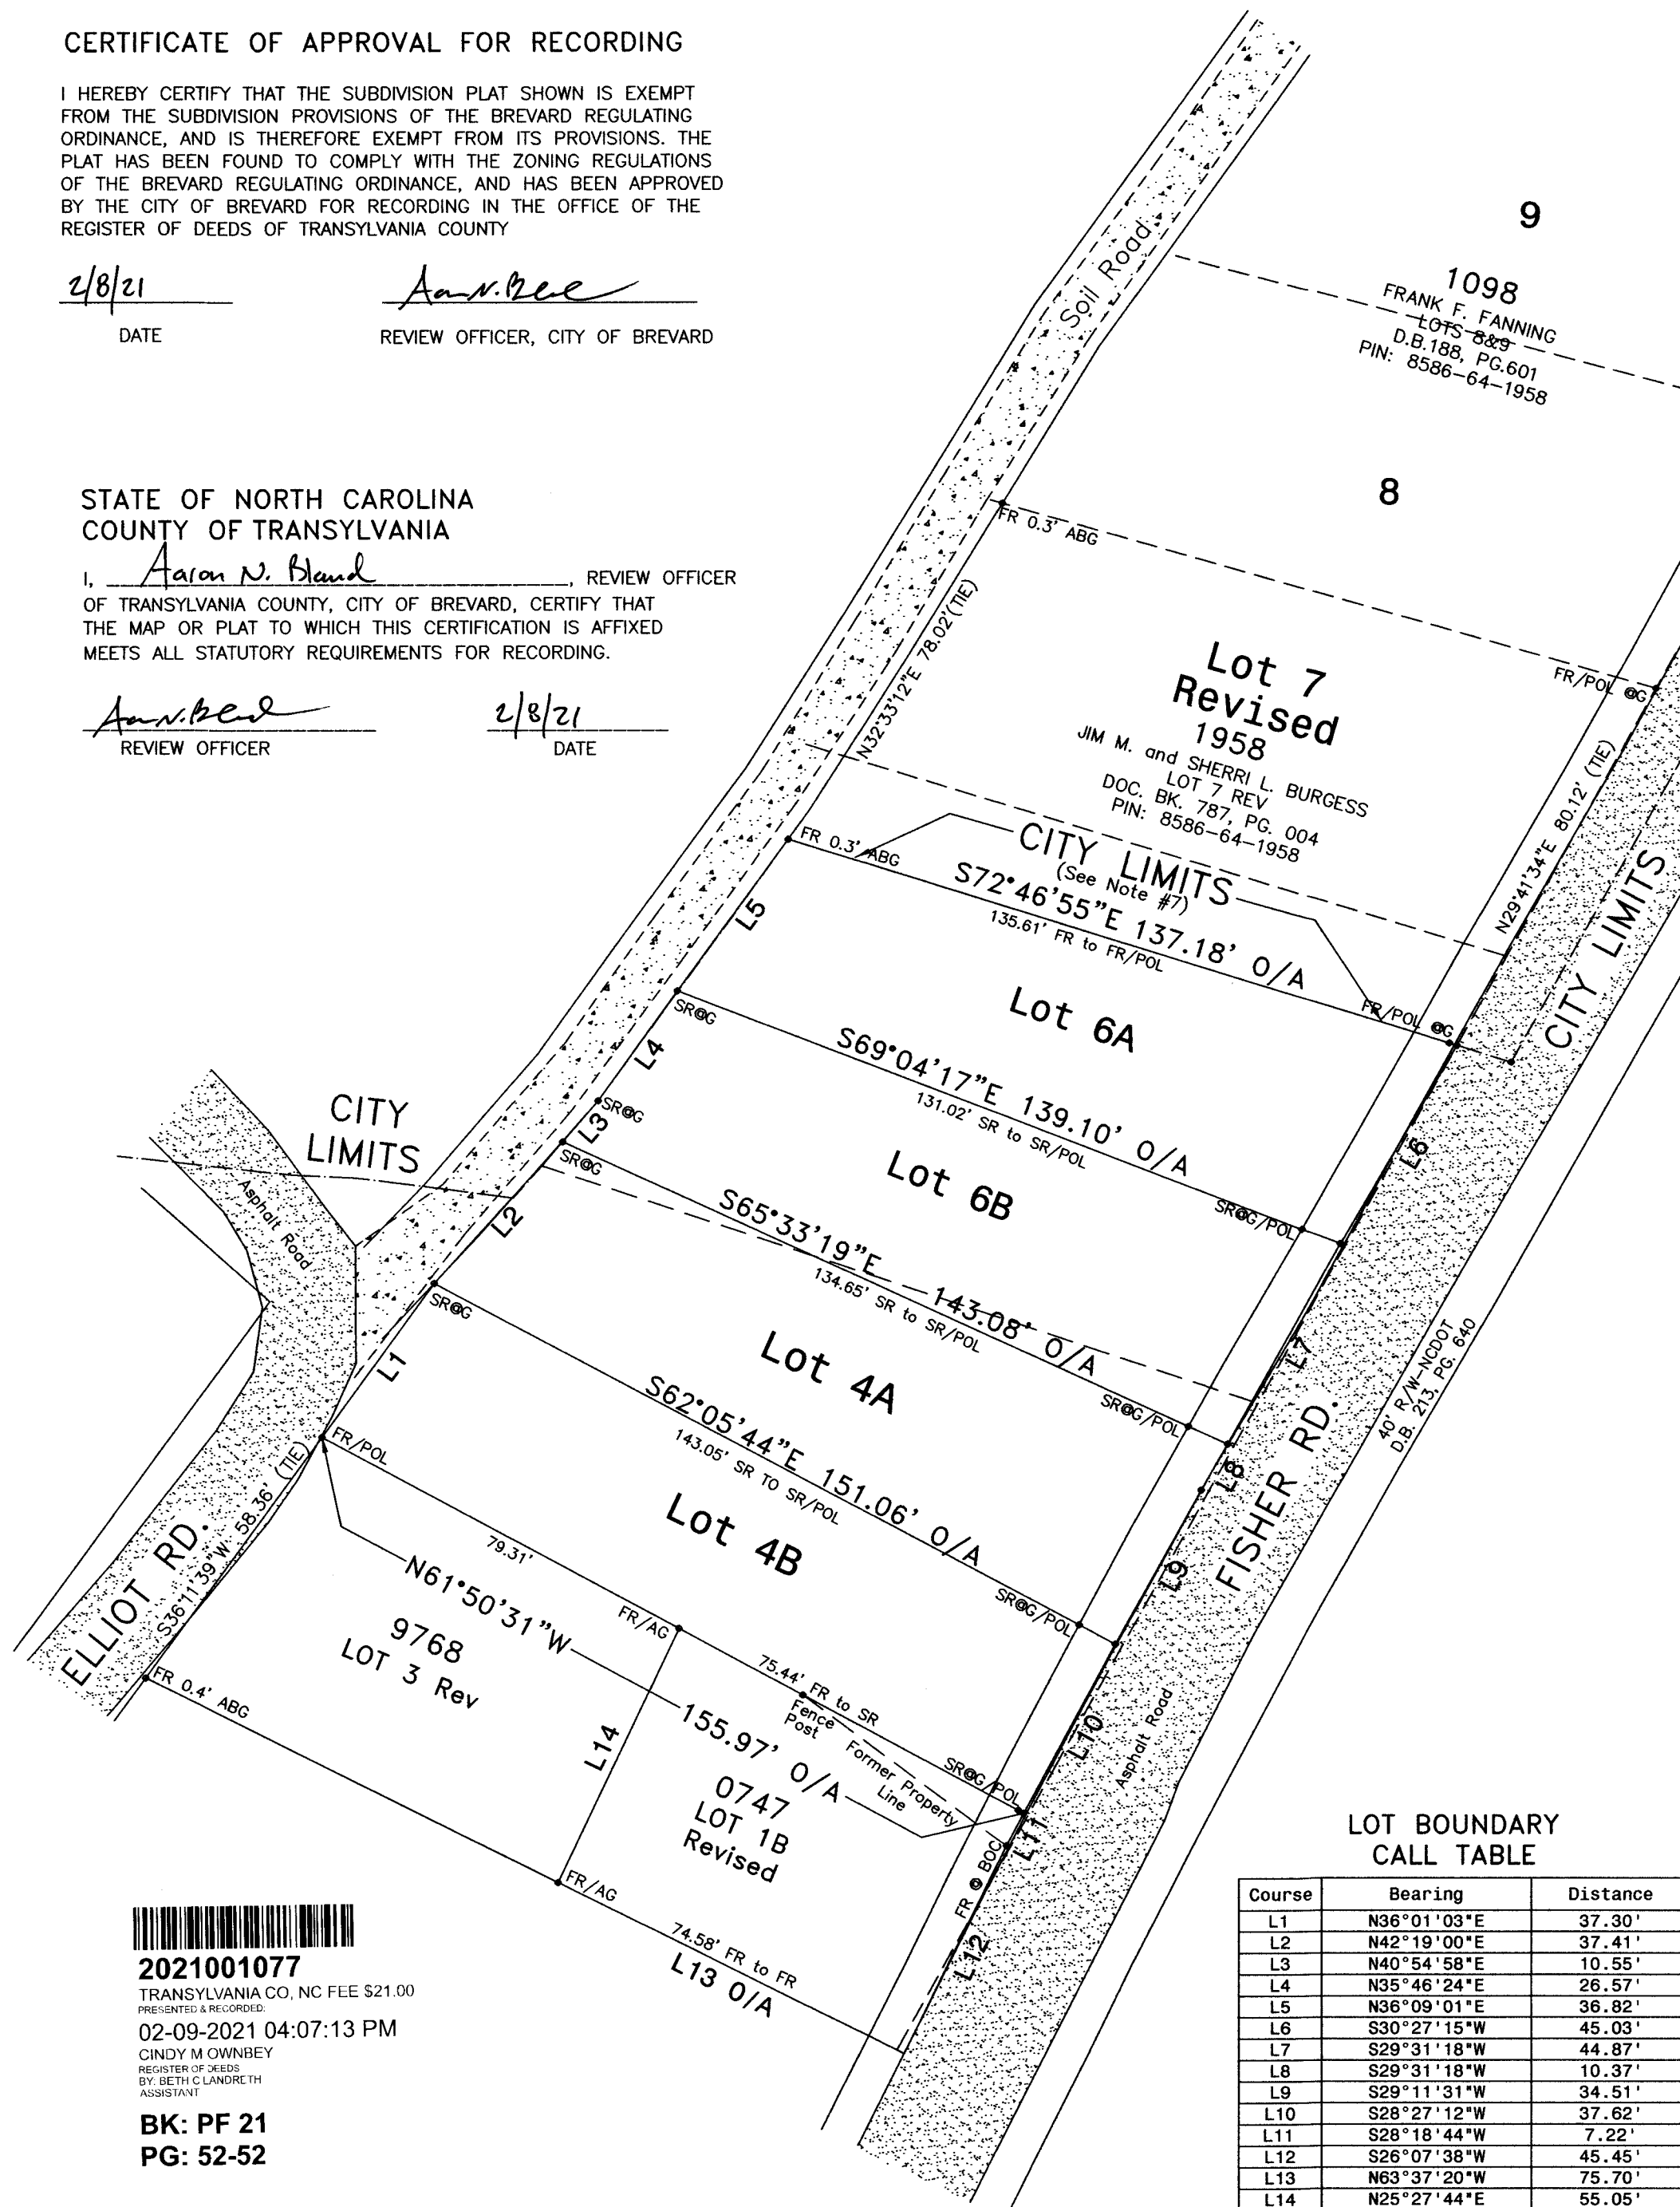 CERTIFICATE OF APPROVAL FOR RECORDING
I HEREBY CERTIFY THAT THE SUBDIVISION PLAT SHOWN IS EXEMPT
FROM THE SUBDIVISION PROVISIONS OF THE BREVARD REGULATING
ORDINANCE, AND IS THEREFORE EXEMPT FROM ITS PROVISIONS. THE
PLAT HAS BEEN FOUND TO COMPLY WITH THE ZONING REGULATIONS
OF THE BREVARD REGULATING ORDINANCE, AND HAS BEEN APPROVED
BY THE CITY OF BREVARD FOR RECORDING IN THE OFFICE OF THE
REGISTER OF DEEDS OF TRANSYLVANIA COUNTY
2/8/21
DATE
REVIEW OFFICER, CITY OF BREVARD
STATE OF NORTH CAROLINA
COUNTY OF TRANSYLVANIA
I, Aaron N. Bland, REVIEW OFFICER
OF TRANSYLVANIA COUNTY, CITY OF BREVARD, CERTIFY THAT
THE MAP OR PLAT TO WHICH THIS CERTIFICATION IS AFFIXED
MEETS ALL STATUTORY REQUIREMENTS FOR RECORDING.
2/8/21
REVIEW OFFICER
DATE
Soil Road
9
1098
FRANK F. FANNING
LOTS 8&9
D.B.188, PG.601
PIN: 8586-64-1958
8
FR 0.3' ABG
N32°33'12"E 78.02'(TIE)
FR/POL @G
Lot 7
Revised
1958
JIM M. and SHERRI L. BURGESS
LOT 7 REV
DOC. BK. 787, PG. 004
PIN: 8586-64-1958
N29°41'34"E 80.12' (TIE)
CITY LIMITS
CITY LIMITS
(See Note #7)
FR 0.3' ABG
S72°46'55"E 137.18' O/A
135.61' FR to FR/POL
FR/POL @G
L5
Lot 6A
SR@G
S69°04'17"E 139.10' O/A
131.02' SR to SR/POL
SR@G/POL
L6
L4
SR@G
L3
Lot 6B
SR@G
S65°33'19"E 143.08' O/A
134.65' SR to SR/POL
SR@G/POL
L7
CITY
LIMITS
Asphalt Road
L2
SR@G
Lot 4A
S62°05'44"E 151.06' O/A
143.05' SR TO SR/POL
SR@G/POL
L8
L9
FISHER RD.
40' R/W-NCDOT
D.B. 213, PG. 640
L1
FR/POL
Lot 4B
79.31'
N61°50'31"W
155.97' O/A
FR/AG
75.44' FR to SR
Fence
Post
Former Property
Line
SR@G/POL
L10
Asphalt Road
L11
ELLIOT RD.
S36°11'39"W 58.36' (TIE)
FR 0.4' ABG
9768
LOT 3 Rev
L14
0747
LOT 1B
Revised
FR @ BOC
L12
FR/AG
74.58' FR to FR
L13 O/A
2021001077
TRANSYLVANIA CO, NC FEE $21.00
PRESENTED & RECORDED:
02-09-2021 04:07:13 PM
CINDY M OWNBEY
REGISTER OF DEEDS
BY: BETH C LANDRETH
ASSISTANT
BK: PF 21
PG: 52-52
LOT BOUNDARY
CALL TABLE
Course Bearing Distance
L1 N36°01'03"E 37.30'
L2 N42°19'00"E 37.41'
L3 N40°54'58"E 10.55'
L4 N35°46'24"E 26.57'
L5 N36°09'01"E 36.82'
L6 S30°27'15"W 45.03'
L7 S29°31'18"W 44.87'
L8 S29°31'18"W 10.37'
L9 S29°11'31"W 34.51'
L10 S28°27'12"W 37.62'
L11 S28°18'44"W 7.22'
L12 S26°07'38"W 45.45'
L13 N63°37'20"W 75.70'
L14 N25°27'44"E 55.05'